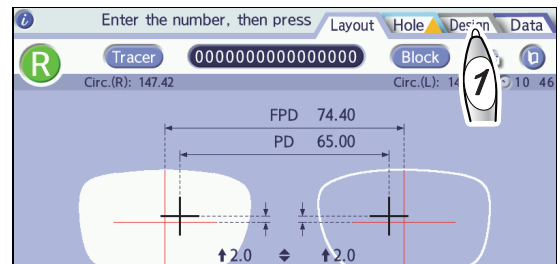 Enter the number, then press
Layout Hole Design Data
R Tracer 0000000000000000 Block
Circ.(R): 147.42 Circ.(L): 14 10 46
FPD 74.40
PD 65.00
2.0 2.0
1